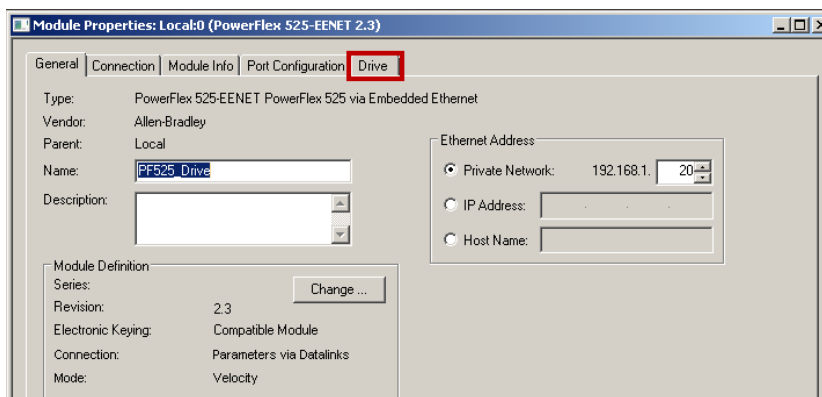 Module Properties: Local:0 (PowerFlex 525-EENET 2.3)
General Connection Module Info Port Configuration Drive
Type: PowerFlex 525-EENET PowerFlex 525 via Embedded Ethernet
Vendor: Allen-Bradley
Parent: Local
Name: PF525_Drive
Description:
Ethernet Address
Private Network: 192.168.1. 20
IP Address: . . .
Host Name:
Module Definition
Series:
Change ...
Revision: 2.3
Electronic Keying: Compatible Module
Connection: Parameters via Datalinks
Mode: Velocity